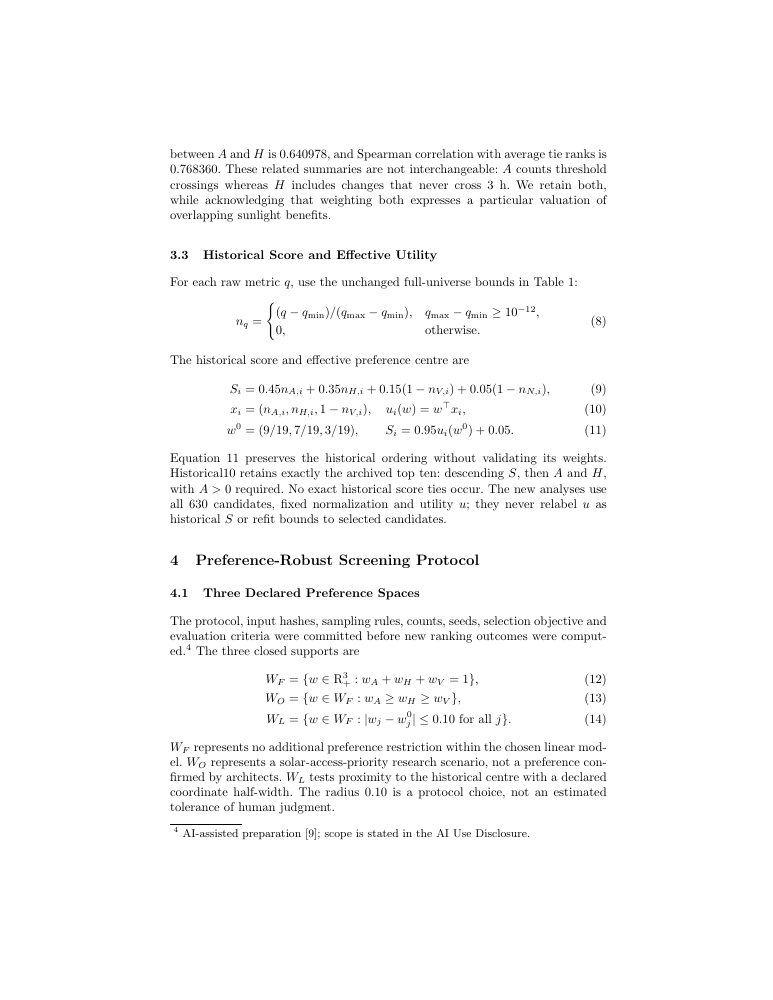 between A and H is 0.640978, and Spearman correlation with average tie ranks is
0.768360. These related summaries are not interchangeable: A counts threshold
crossings whereas H includes changes that never cross 3 h. We retain both,
while acknowledging that weighting both expresses a particular valuation of
overlapping sunlight benefits.
3.3 Historical Score and Effective Utility
For each raw metric q, use the unchanged full-universe bounds in Table 1:
n_q = { (q − q_min)/(q_max − q_min), q_max − q_min ≥ 10^−12,
0, otherwise. (8)
The historical score and effective preference centre are
S_i = 0.45n_{A,i} + 0.35n_{H,i} + 0.15(1 − n_{V,i}) + 0.05(1 − n_{N,i}), (9)
x_i = (n_{A,i}, n_{H,i}, 1 − n_{V,i}), u_i(w) = w^⊤x_i, (10)
w^0 = (9/19, 7/19, 3/19), S_i = 0.95u_i(w^0) + 0.05. (11)
Equation 11 preserves the historical ordering without validating its weights.
Historical10 retains exactly the archived top ten: descending S, then A and H,
with A > 0 required. No exact historical score ties occur. The new analyses use
all 630 candidates, fixed normalization and utility u; they never relabel u as
historical S or refit bounds to selected candidates.
4 Preference-Robust Screening Protocol
4.1 Three Declared Preference Spaces
The protocol, input hashes, sampling rules, counts, seeds, selection objective and
evaluation criteria were committed before new ranking outcomes were comput-
ed.^4 The three closed supports are
W_F = {w ∈ R^3_+ : w_A + w_H + w_V = 1}, (12)
W_O = {w ∈ W_F : w_A ≥ w_H ≥ w_V}, (13)
W_L = {w ∈ W_F : |w_j − w^0_j| ≤ 0.10 for all j}. (14)
W_F represents no additional preference restriction within the chosen linear mod-
el. W_O represents a solar-access-priority research scenario, not a preference con-
firmed by architects. W_L tests proximity to the historical centre with a declared
coordinate half-width. The radius 0.10 is a protocol choice, not an estimated
tolerance of human judgment.
^4 AI-assisted preparation [9]; scope is stated in the AI Use Disclosure.